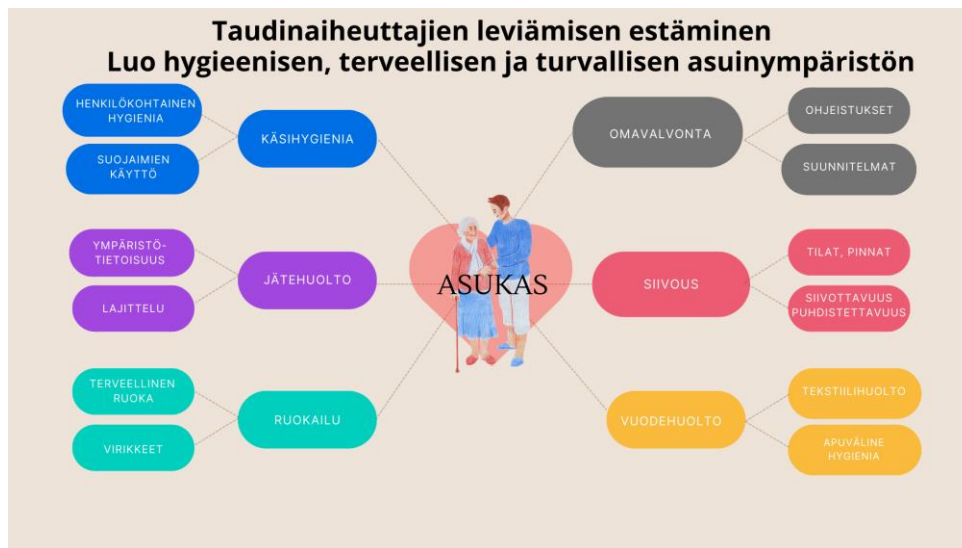 Taudinaiheuttajien leviämisen estäminen
Luo hygieenisen, terveellisen ja turvallisen asuinympäristön
HENKILÖKOHTAINEN
HYGIENIA
SUOJAIMIEN
KÄYTTÖ
KÄSIHYGIENIA
YMPÄRISTÖ-
TIETOISUUS
LAJITTELU
JÄTEHUOLTO
TERVEELLINEN
RUOKA
VIRIKKEET
RUOKAILU
ASUKAS
OMAVALVONTA
OHJEISTUKSET
SUUNNITELMAT
SIIVOUS
TILAT, PINNAT
SIIVOTTAVUUS
PUHDISTETTAVUUS
VUODEHUOLTO
TEKSTIILIHUOLTO
APUVÄLINE
HYGIENIA